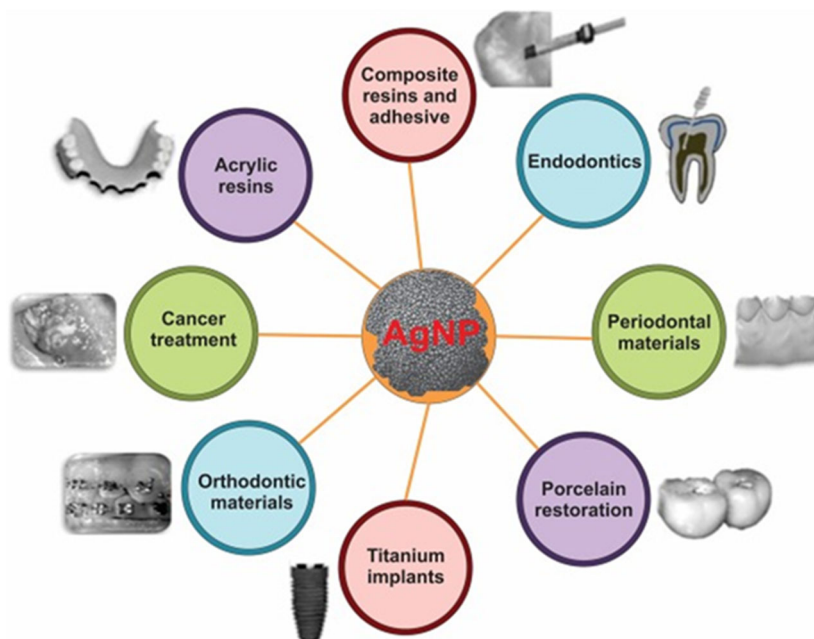 Composite
resins and
adhesive
Endodontics
Periodontal
materials
Porcelain
restoration
Titanium
implants
Orthodontic
materials
Cancer
treatment
Acrylic
resins
AgNP